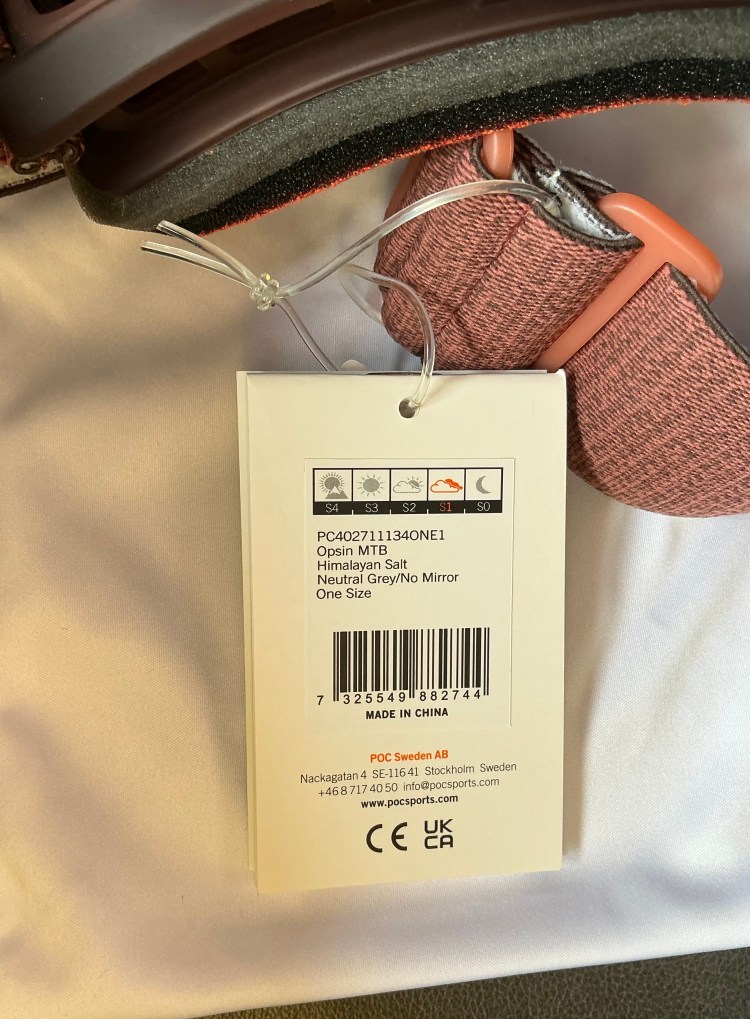 S4 S3 S2 S1 S0
PC402711134ONE1
Opsin MTB
Himalayan Salt
Neutral Grey/No Mirror
One Size
7 325549 882744
MADE IN CHINA
POC Sweden AB
Nackagatan 4 SE-116 41 Stockholm Sweden
+46 8 717 40 50 info@pocsports.com
www.pocsports.com
CE UK
CA